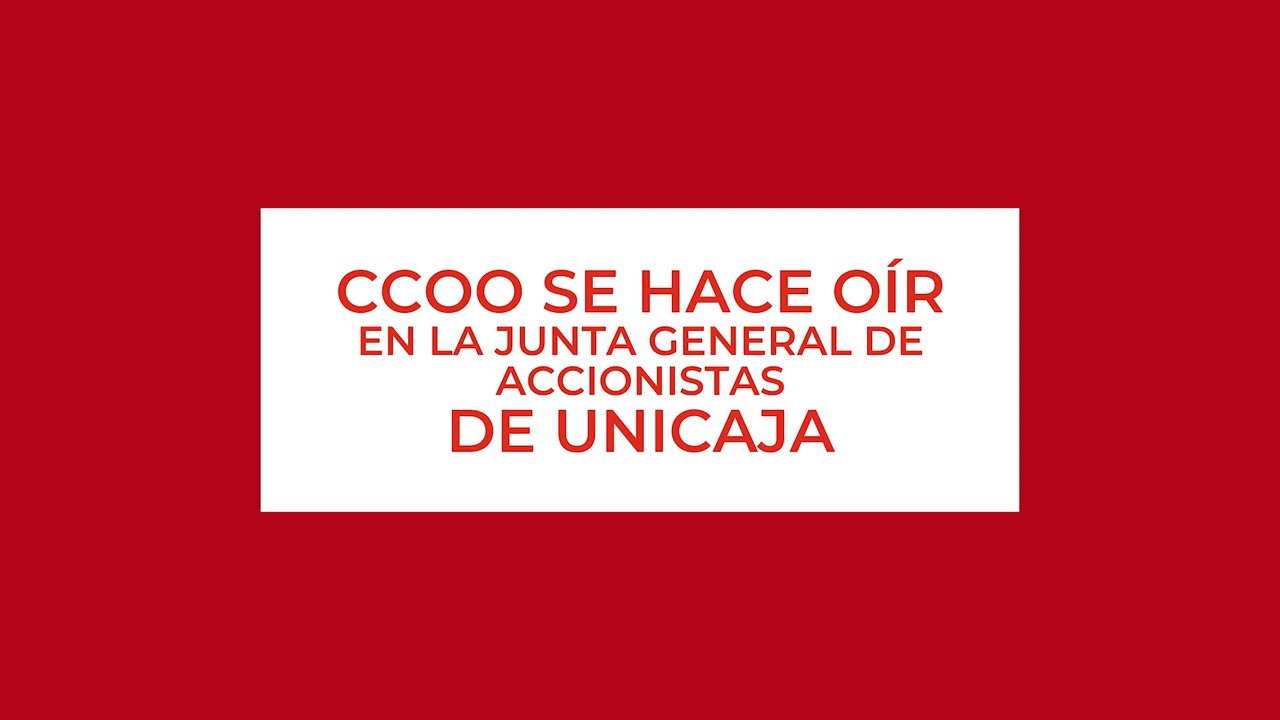 CCOO SE HACE OÍR
EN LA JUNTA GENERAL DE
ACCIONISTAS
DE UNICAJA